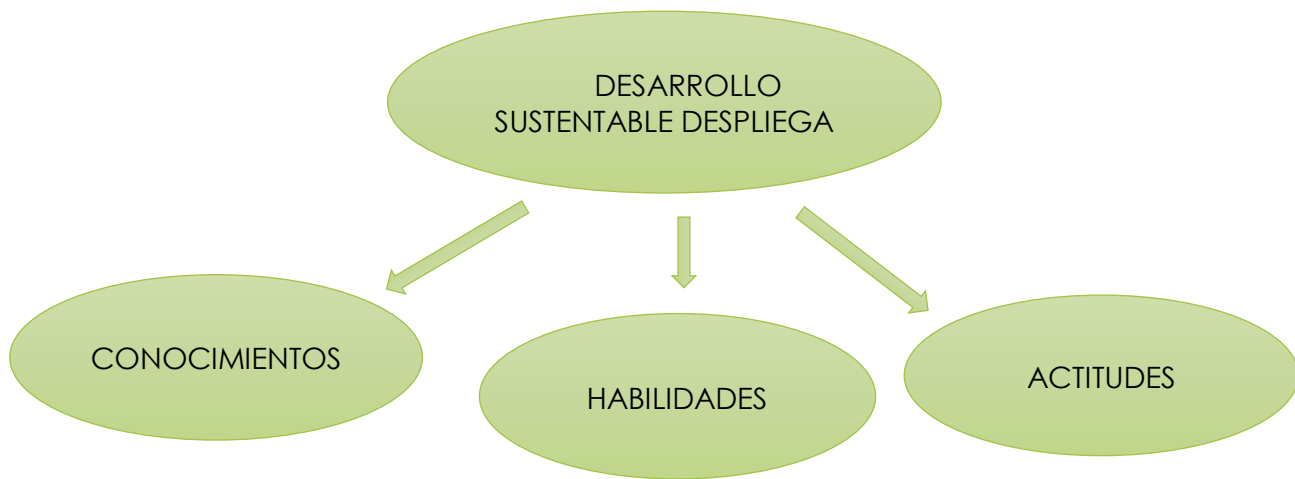 DESARROLLO
SUSTENTABLE DESPLIEGA
CONOCIMIENTOS
HABILIDADES
ACTITUDES